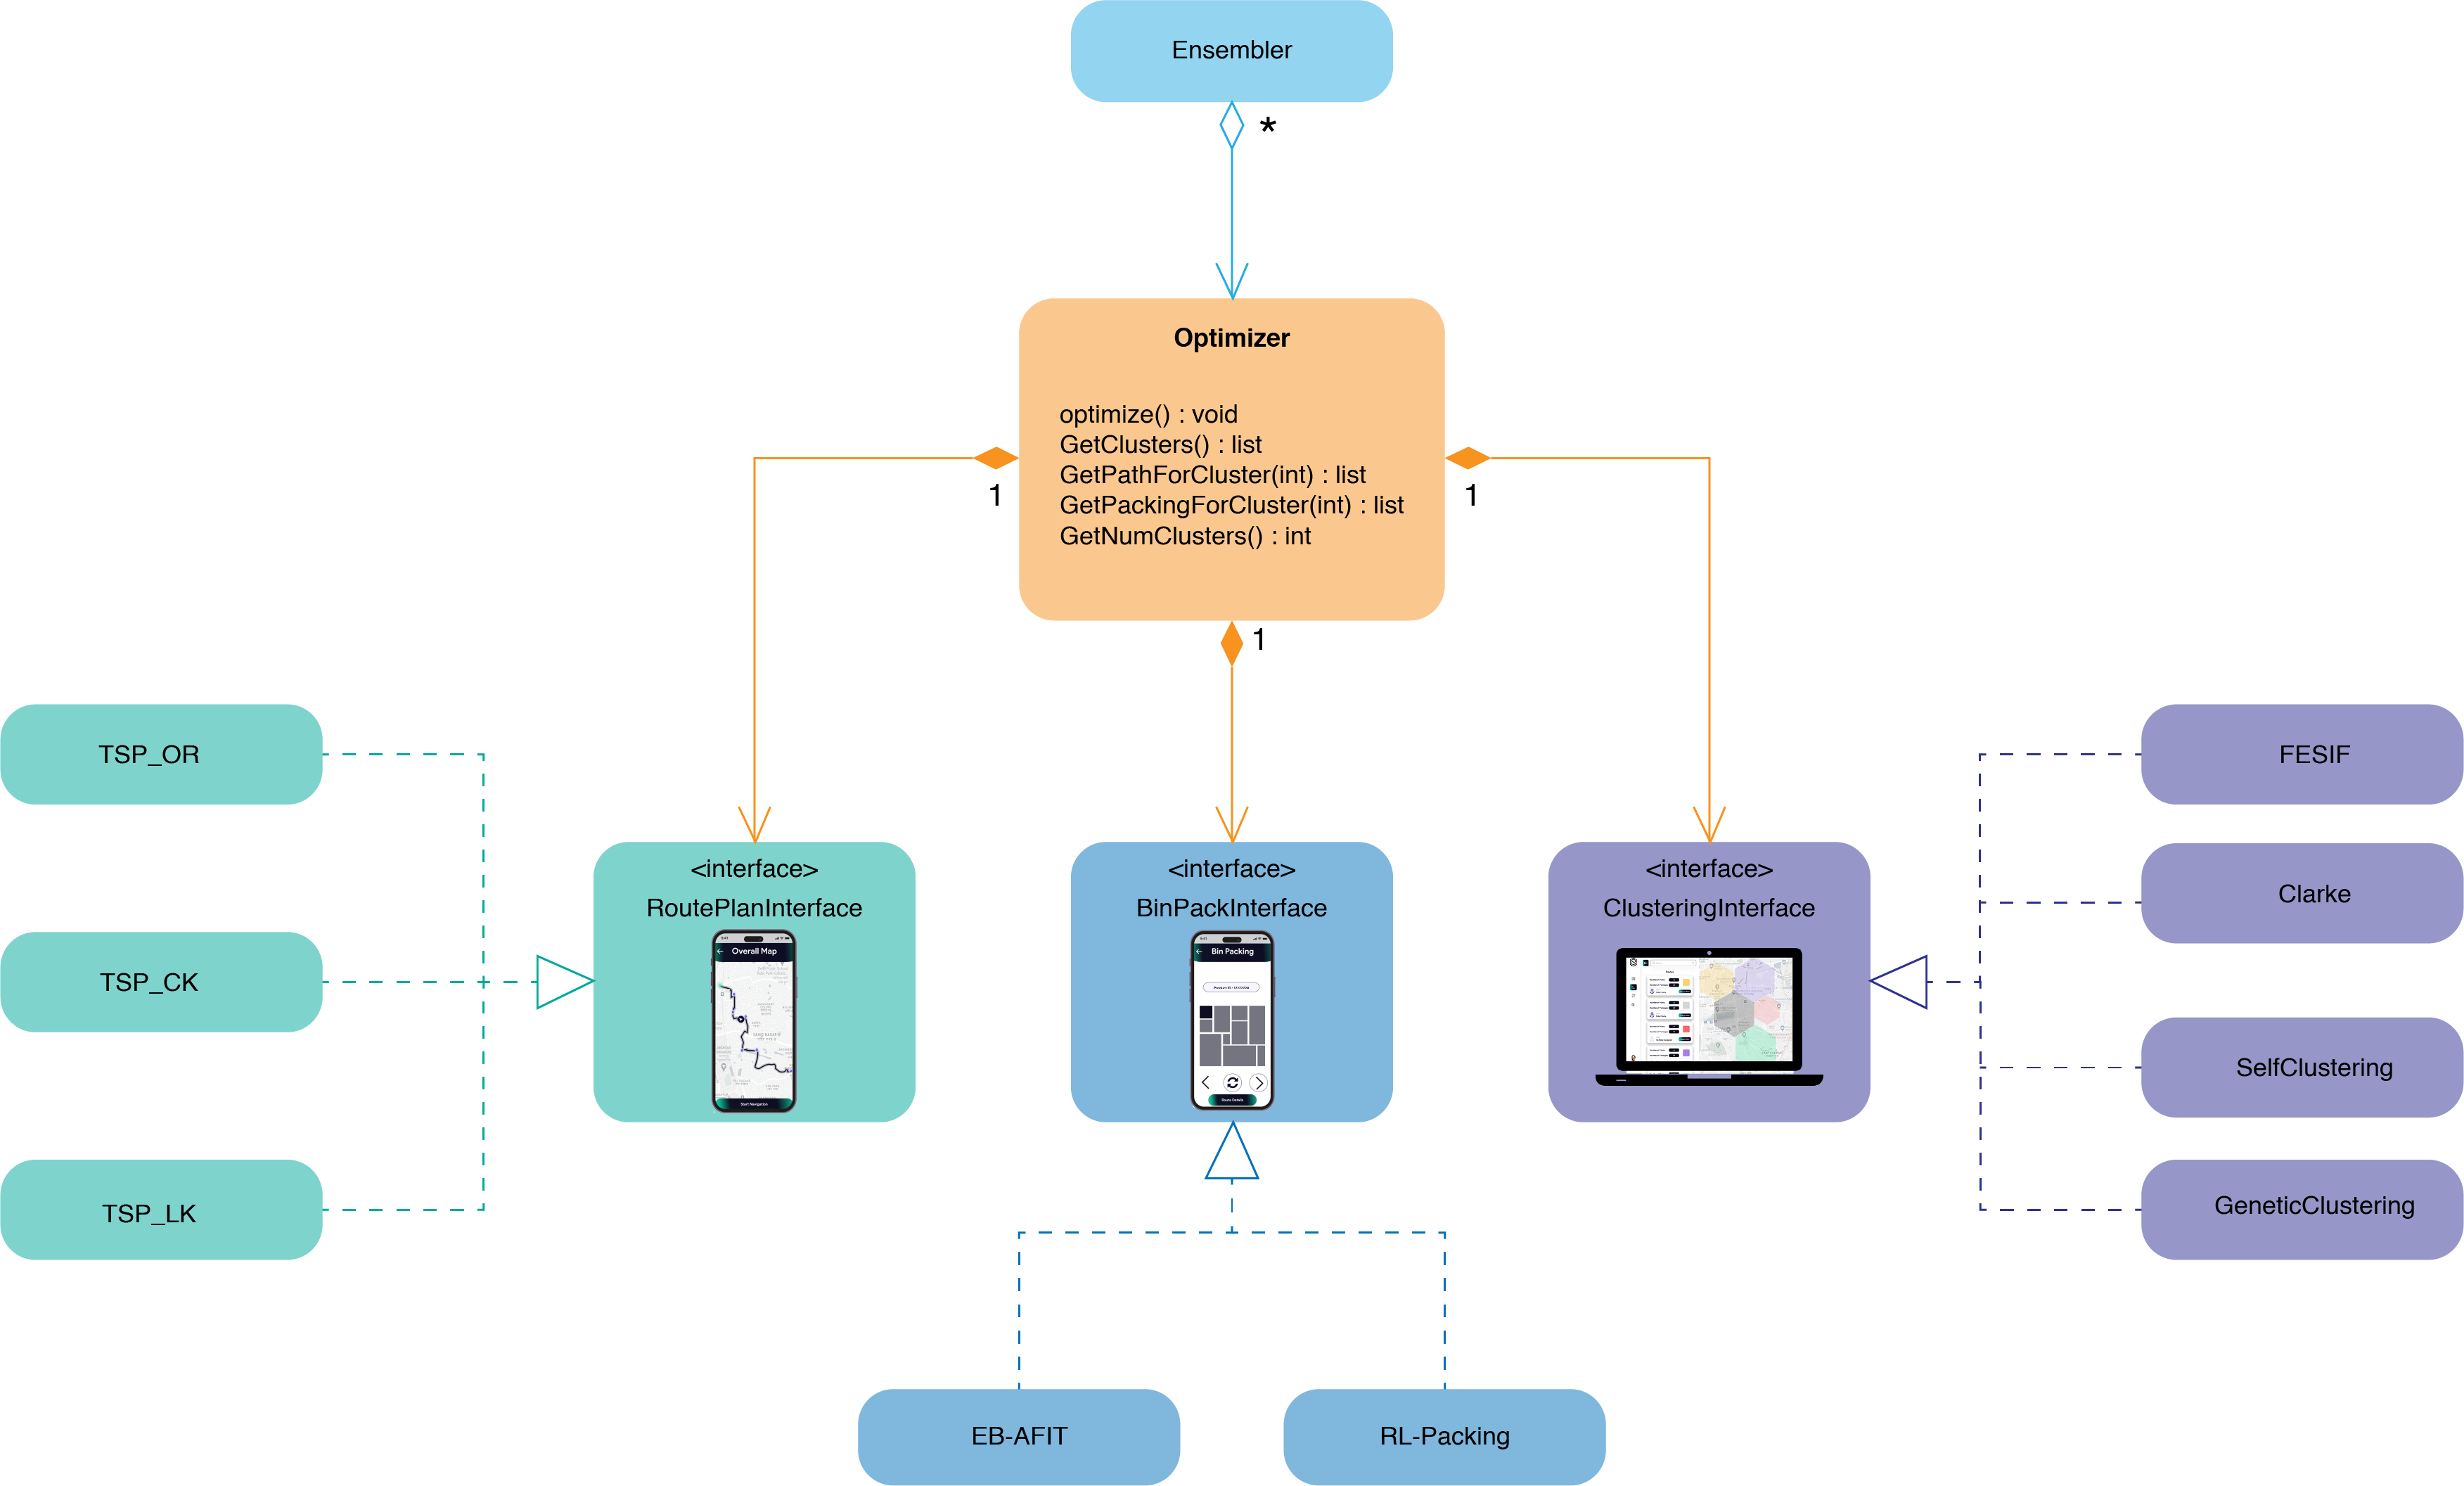 Ensembler
*
Optimizer
optimize() : void
GetClusters() : list
GetPathForCluster(int) : list
GetPackingForCluster(int) : list
GetNumClusters() : int
1
1
1
TSP_OR
TSP_CK
TSP_LK
<interface>
RoutePlanInterface
Overall Map
Start Navigation
<interface>
BinPackInterface
Bin Packing
Route Details
<interface>
ClusteringInterface
FESIF
Clarke
SelfClustering
GeneticClustering
EB-AFIT
RL-Packing